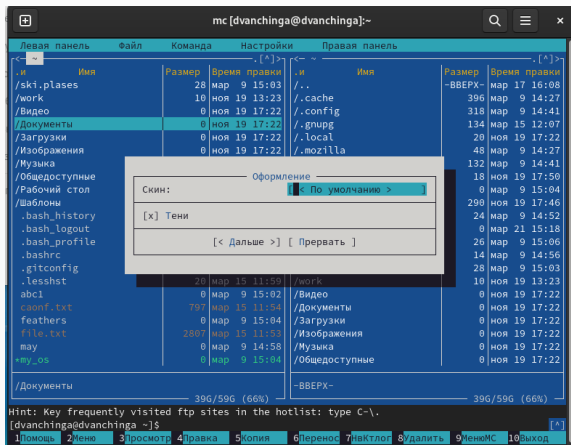 mc [dvanchinga@dvanchinga]:~
Левая панель Файл Команда Настройки Правая панель
<- ~ .[^]> <- ~ .[^]>
.и Имя Размер Время правки .и Имя Размер Время правки
/ski.plases 28 мар 9 15:03 /.. -ВВЕРХ- мар 17 16:08
/work 10 ноя 19 13:23 /.cache 396 мар 9 14:27
/Видео 0 ноя 19 17:22 /.config 318 мар 9 14:41
/Документы 0 ноя 19 17:22 /.gnupg 134 мар 15 12:07
/Загрузки 0 ноя 19 17:22 /.local 20 ноя 19 17:22
/Изображения 0 ноя 19 17:22 /.mozilla 48 мар 9 14:27
/Музыка 132 мар 9 14:41
/Общедоступные Оформление 18 ноя 19 17:50
/Рабочий стол Скин: [ < По умолчанию > ] 0 мар 9 15:04
/Шаблоны 290 ноя 19 17:46
.bash_history [x] Тени 24 мар 9 14:52
.bash_logout 0 мар 21 15:18
.bash_profile [< Дальше >] [ Прервать ] 26 мар 9 15:06
.bashrc 14 мар 9 14:56
.gitconfig 28 мар 9 15:03
.lesshst 20 мар 15 11:59 /work 10 ноя 19 13:23
abc1 0 мар 9 15:02 /Видео 0 ноя 19 17:22
caonf.txt 797 мар 15 11:54 /Документы 0 ноя 19 17:22
feathers 0 мар 9 15:04 /Загрузки 0 ноя 19 17:22
file.txt 2807 мар 15 11:53 /Изображения 0 ноя 19 17:22
may 0 мар 9 14:58 /Музыка 0 ноя 19 17:22
*my_os 0 мар 9 15:04 /Общедоступные 0 ноя 19 17:22
/Документы -ВВЕРХ-
39G/59G (66%) 39G/59G (66%)
Hint: Key frequently visited ftp sites in the hotlist: type C-\.
[dvanchinga@dvanchinga ~]$ [^]
1Помощь 2Меню 3Просмотр 4Правка 5Копия 6Перенос 7НвКтлог 8Удалить 9МенюMC 10Выход